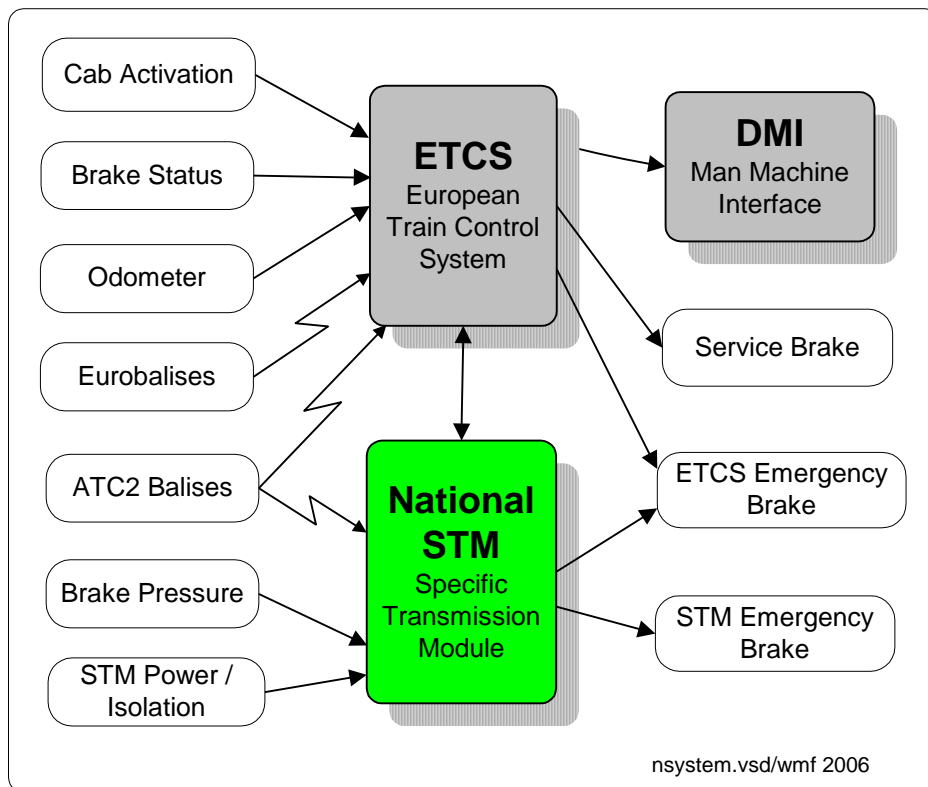 Cab Activation
Brake Status
Odometer
Eurobalises
ATC2 Balises
Brake Pressure
STM Power /
Isolation
ETCS
European
Train Control
System
National
STM
Specific
Transmission
Module
DMI
Man Machine
Interface
Service Brake
ETCS Emergency
Brake
STM Emergency
Brake
nsystem.vsd/wmf 2006